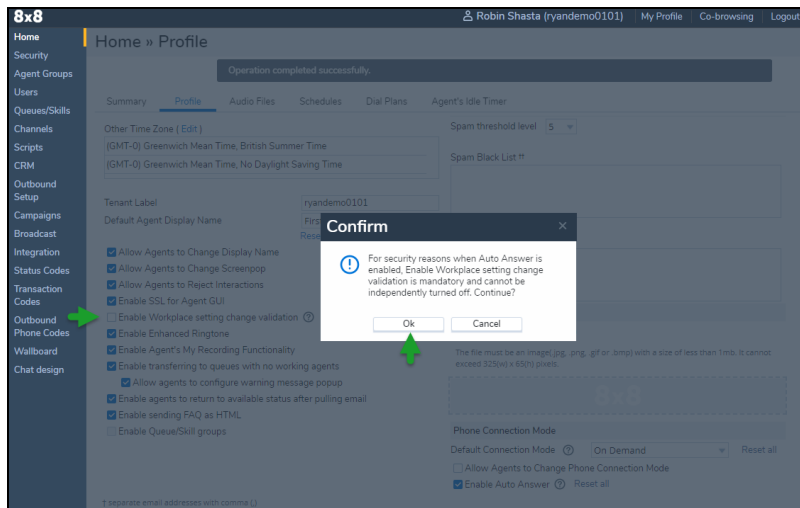 8x8
Robin Shasta (ryandemo0101) My Profile Co-browsing Logout
Home
Security
Agent Groups
Users
Queues/Skills
Channels
Scripts
CRM
Outbound
Setup
Campaigns
Broadcast
Integration
Status Codes
Transaction
Codes
Outbound
Phone Codes
Wallboard
Chat design
Home » Profile
Operation completed successfully.
Summary Profile Audio Files Schedules Dial Plans Agent's Idle Timer
Other Time Zone ( Edit )
(GMT-0) Greenwich Mean Time, British Summer Time
(GMT-0) Greenwich Mean Time, No Daylight Saving Time
Tenant Label ryandemo0101
Default Agent Display Name First
Rese
Allow Agents to Change Display Name
Allow Agents to Change Screenpop
Allow Agents to Reject Interactions
Enable SSL for Agent GUI
Enable Workplace setting change validation ?
Enable Enhanced Ringtone
Enable Agent's My Recording Functionality
Enable transferring to queues with no working agents
Allow agents to configure warning message popup
Enable agents to return to available status after pulling email
Enable sending FAQ as HTML
Enable Queue/Skill groups
† separate email addresses with comma (,)
Spam threshold level 5
Spam Black List ††
Confirm ×
For security reasons when Auto Answer is
enabled, Enable Workplace setting change
validation is mandatory and cannot be
independently turned off. Continue?
Ok Cancel
The file must be an image(.jpg, .png, .gif or .bmp) with a size of less than 1mb. It cannot
exceed 325(w) x 65(h) pixels.
8x8
Phone Connection Mode
Default Connection Mode ? On Demand Reset all
Allow Agents to Change Phone Connection Mode
Enable Auto Answer ? Reset all